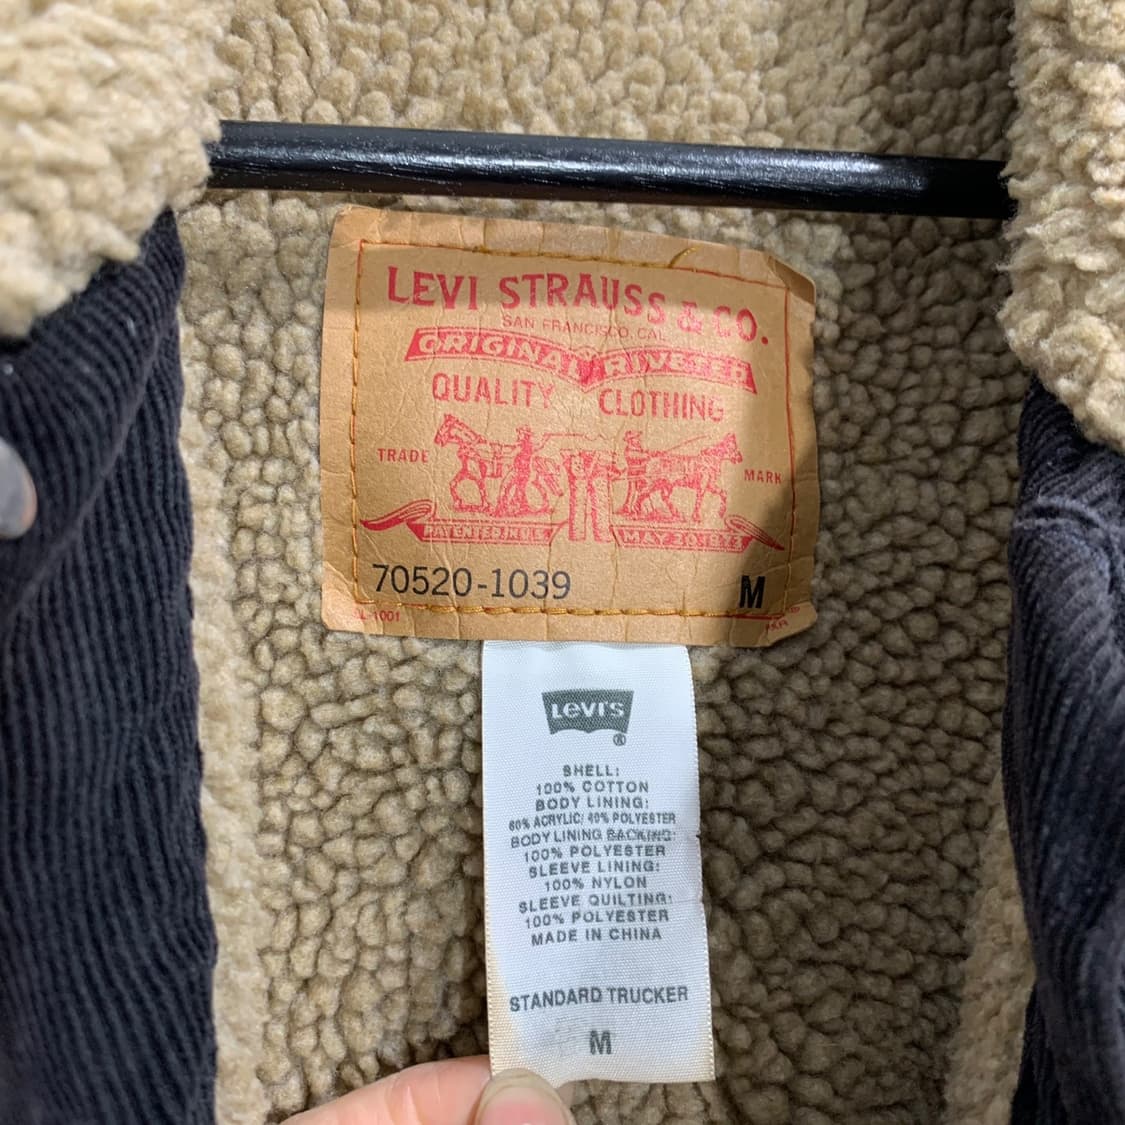 LEVI STRAUSS & CO.
SAN FRANCISCO, CAL
ORIGINAL RIVETED
QUALITY CLOTHING
TRADE MARK
PATENTED IN U.S. MAY 20 1873
70520-1039 M
Levi's
®
SHELL:
100% COTTON
BODY LINING:
60% ACRYLIC/ 40% POLYESTER
BODY LINING BACKING:
100% POLYESTER
SLEEVE LINING:
100% NYLON
SLEEVE QUILTING:
100% POLYESTER
MADE IN CHINA
STANDARD TRUCKER
M